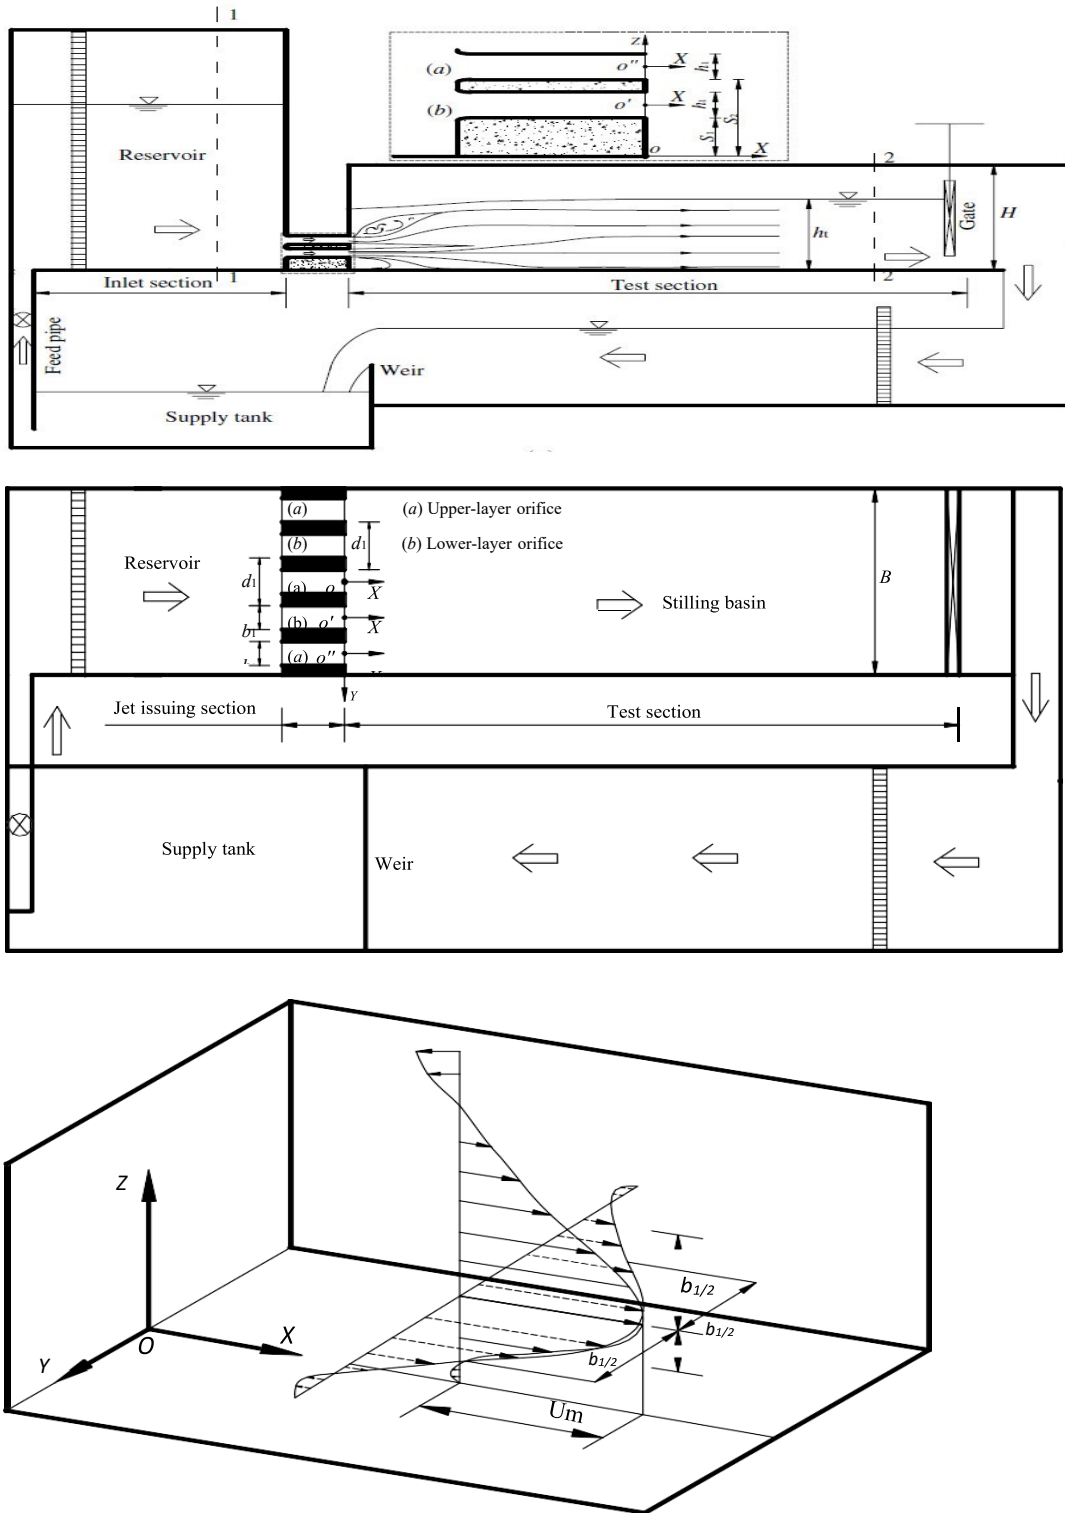 1
Z
(a)
o''
X
h1
(b)
o'
X
h1
S1
S2
o
X
Reservoir
2
Gate
H
ht
Inlet section
1
Test section
2
Feed pipe
Weir
Supply tank
(a)
(a) Upper-layer orifice
(b)
d1
(b) Lower-layer orifice
Reservoir
d1
(a)
o
X
B
Stilling basin
b1
(b)
o'
X
(a)
o''
Y
Jet issuing section
Test section
Supply tank
Weir
Z
b1/2
X
O
Y
b1/2
b1/2
Um